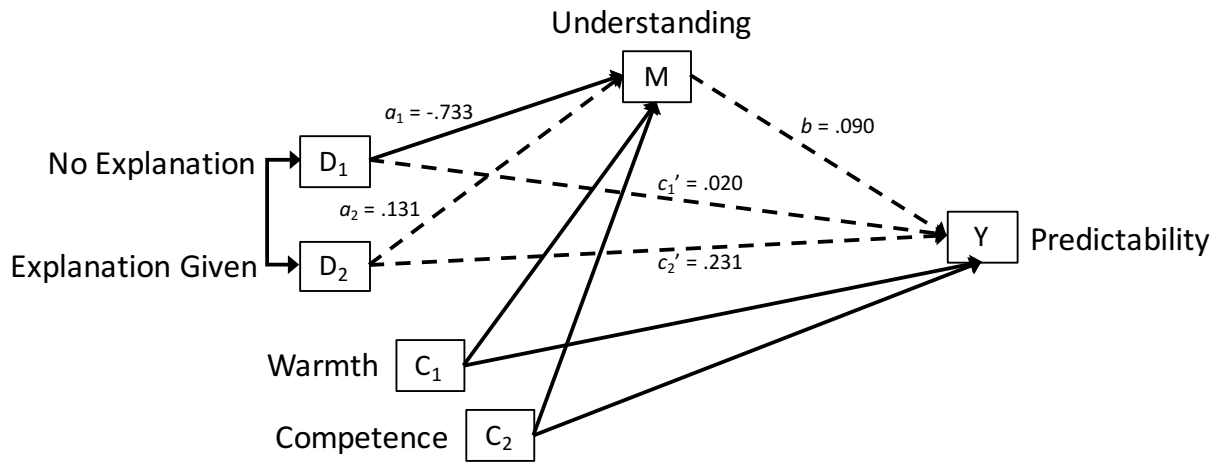 Understanding
M
a₁ = -.733
b = .090
No Explanation
D₁
c₁’ = .020
a₂ = .131
Y
Predictability
Explanation Given
D₂
c₂’ = .231
Warmth
C₁
Competence
C₂